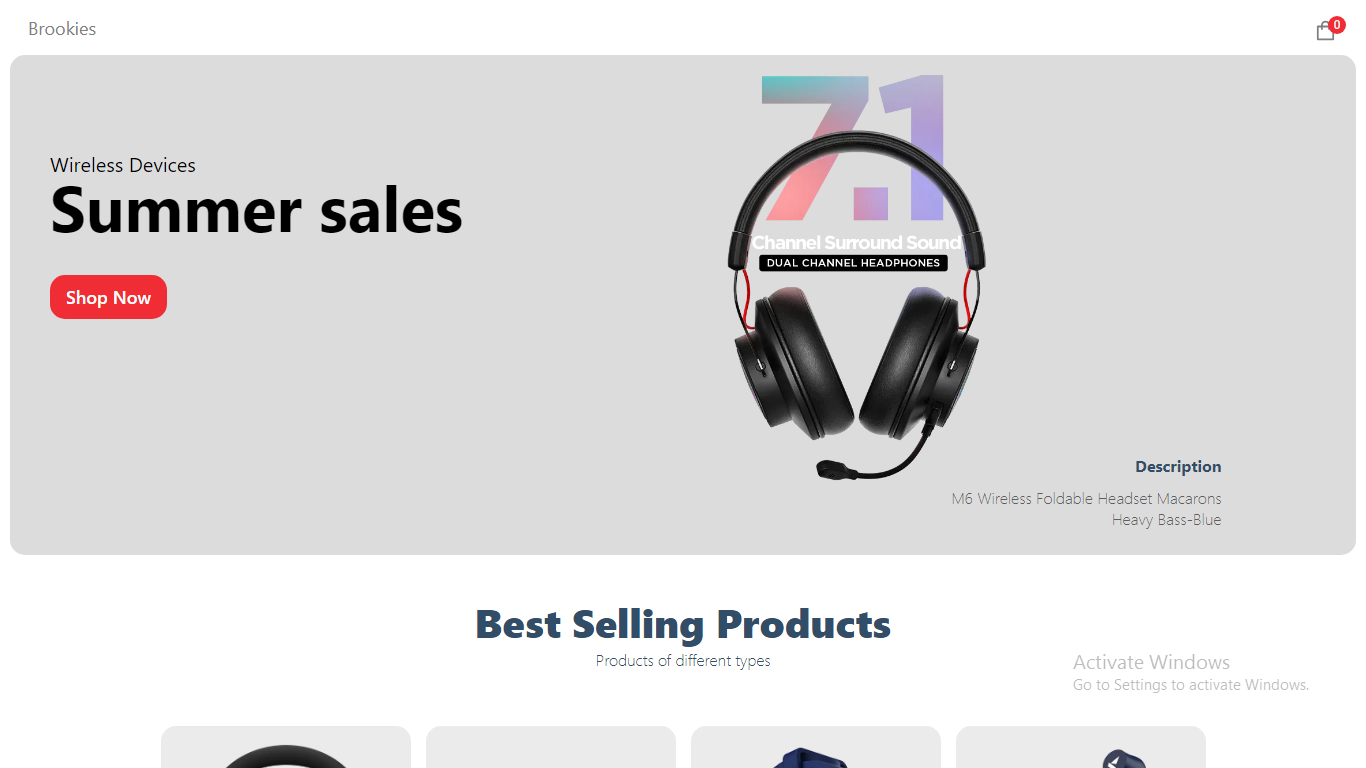 Brookies
0
7.1
Wireless Devices
Summer sales
Channel Surround Sound
DUAL CHANNEL HEADPHONES
Shop Now
Description
M6 Wireless Foldable Headset Macarons
Heavy Bass-Blue
Best Selling Products
Products of different types
Activate Windows
Go to Settings to activate Windows.